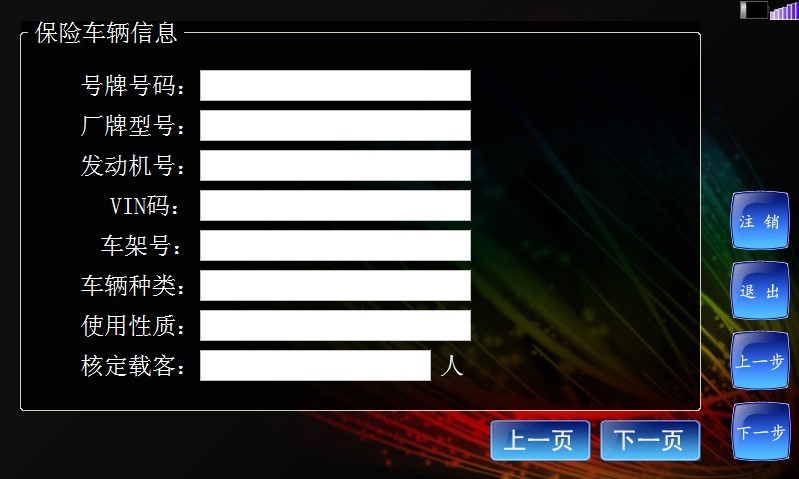 保险车辆信息
号牌号码：
厂牌型号：
发动机号：
VIN码：
车架号：
车辆种类：
使用性质：
核定载客： 人
上一页 下一页
注 销
退 出
上一步
下一步